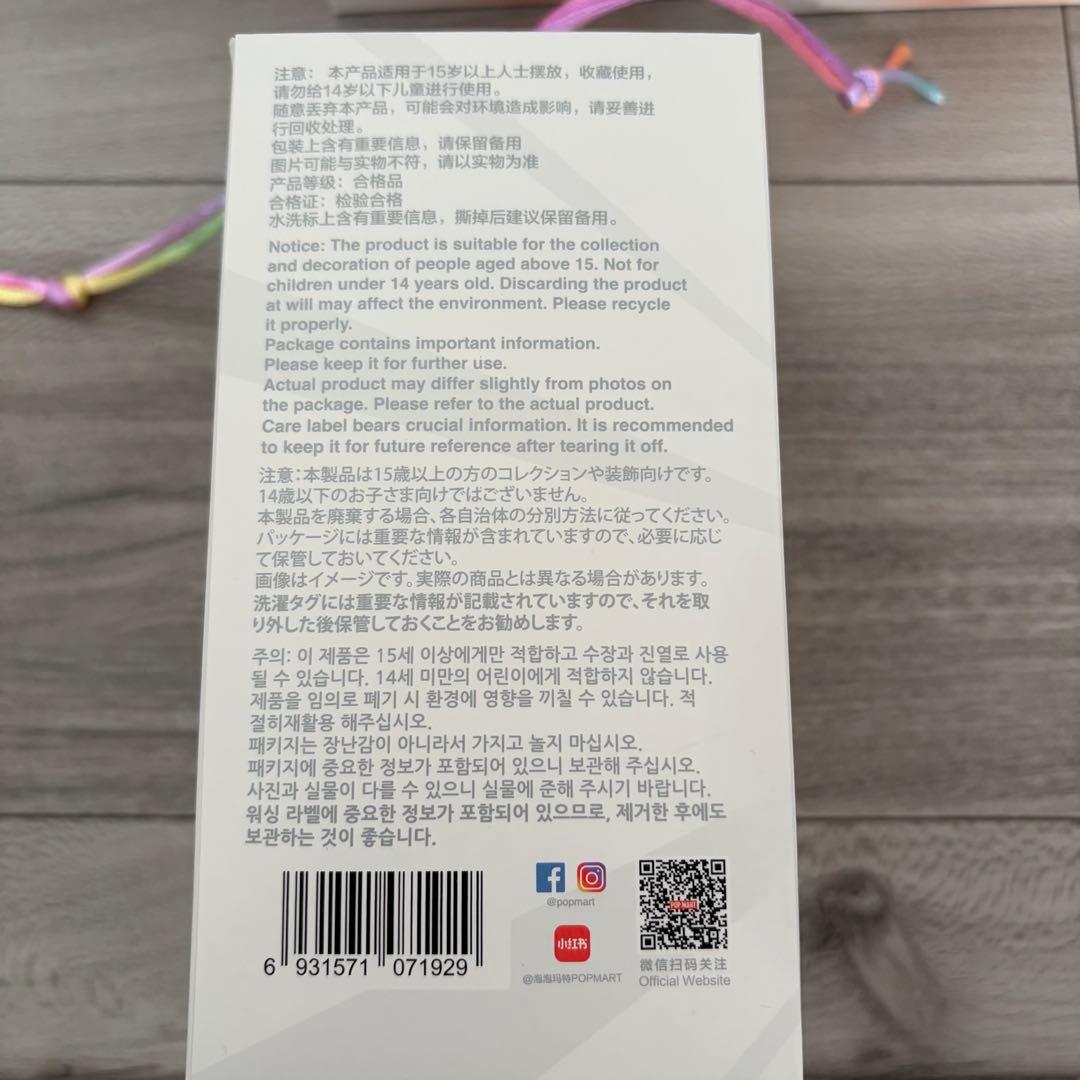 注意： 本产品适用于15岁以上人士摆放，收藏使用，
请勿给14岁以下儿童进行使用。
随意丢弃本产品，可能会对环境造成影响，请妥善进
行回收处理。
包装上含有重要信息，请保留备用
图片可能与实物不符，请以实物为准
产品等级：合格品
合格证：检验合格
水洗标上含有重要信息，撕掉后建议保留备用。
Notice: The product is suitable for the collection
and decoration of people aged above 15. Not for
children under 14 years old. Discarding the product
at will may affect the environment. Please recycle
it properly.
Package contains important information.
Please keep it for further use.
Actual product may differ slightly from photos on
the package. Please refer to the actual product.
Care label bears crucial information. It is recommended
to keep it for future reference after tearing it off.
注意：本製品は15歳以上の方のコレクションや装飾向けです。
14歳以下のお子さま向けではございません。
本製品を廃棄する場合、各自治体の分別方法に従ってください。
パッケージには重要な情報が含まれていますので、必要に応じ
て保管しておいてください。
画像はイメージです。実際の商品とは異なる場合があります。
洗濯タグには重要な情報が記載されていますので、それを取
り外した後保管しておくことをお勧めします。
주의: 이 제품은 15세 이상에게만 적합하고 수장과 진열로 사용
될 수 있습니다. 14세 미만의 어린이에게 적합하지 않습니다.
제품을 임의로 폐기 시 환경에 영향을 끼칠 수 있습니다. 적
절히재활용 해주십시오.
패키지는 장난감이 아니라서 가지고 놀지 마십시오.
패키지에 중요한 정보가 포함되어 있으니 보관해 주십시오.
사진과 실물이 다를 수 있으니 실물에 준해 주시기 바랍니다.
워싱 라벨에 중요한 정보가 포함되어 있으므로, 제거한 후에도
보관하는 것이 좋습니다.
6 931571 071929
@popmart
小红书
@泡泡玛特POPMART
POP MART
微信扫码关注
Official Website